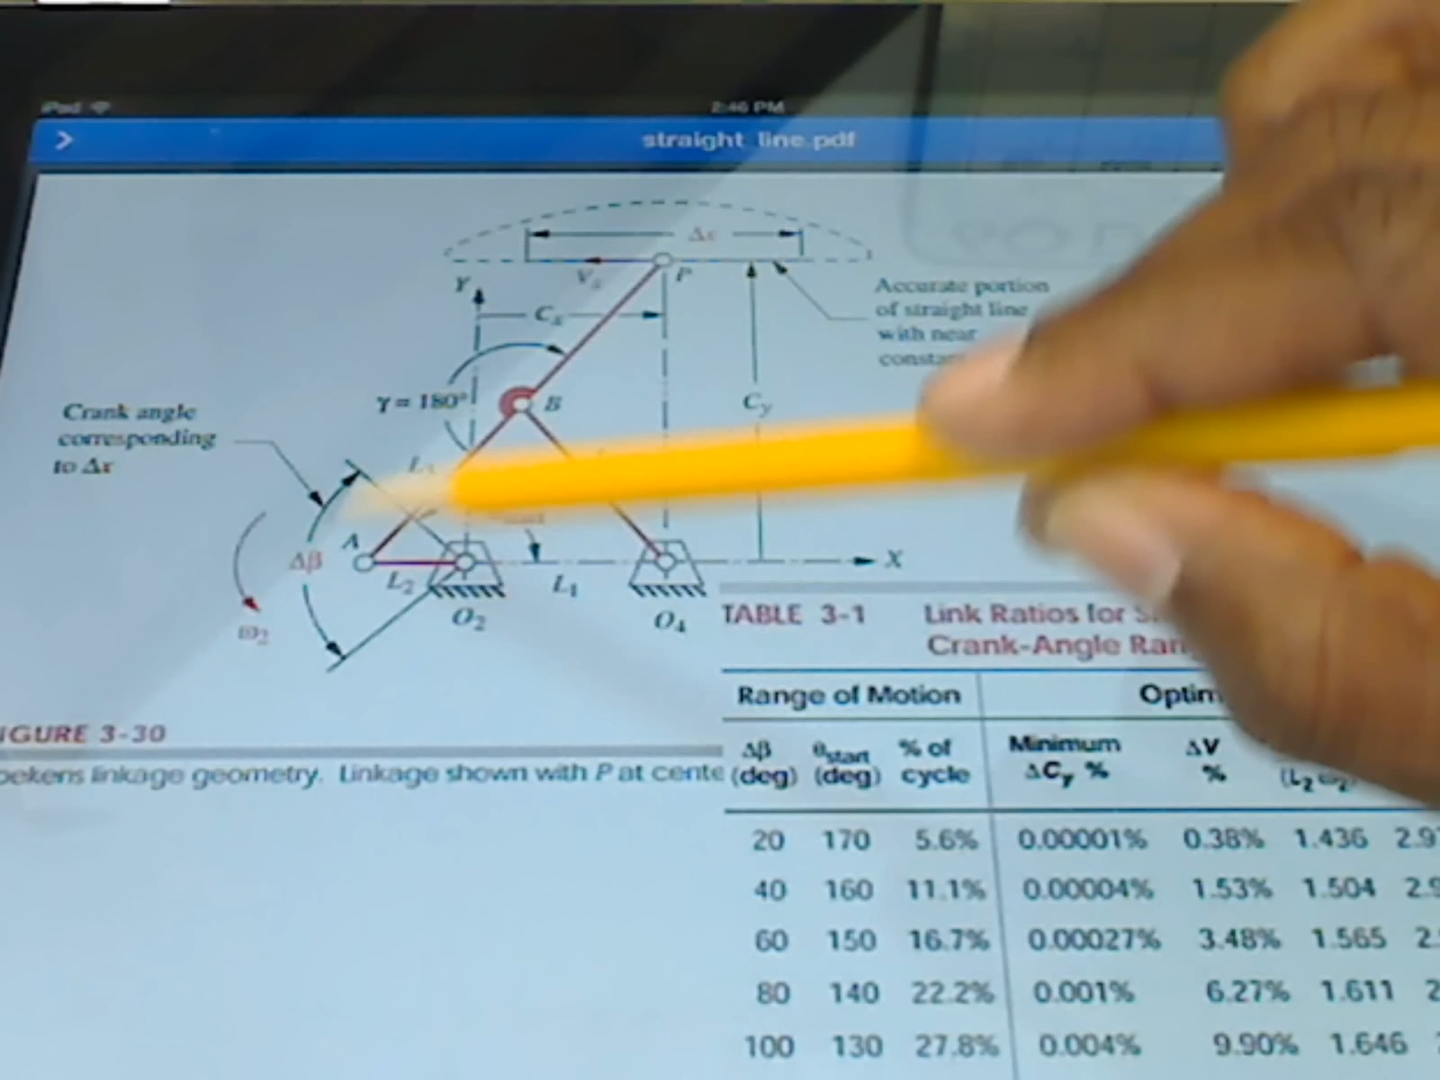 iPad
2:46 PM
straight line.pdf
Δx
Vx
P
Y
Cx
Accurate portion
of straight line
with near
γ = 180°
B
Cy
Crank angle
corresponding
to Δx
A
Δβ
L2
L1
X
ω2
O2
O4
TABLE 3-1
Link Ratios for
Crank-Angle
Range of Motion
Δβ
(deg)
θstart
(deg)
% of
cycle
Minimum
ΔCy %
ΔV
%
(L2 ω2)
20 170 5.6% 0.00001% 0.38% 1.436
40 160 11.1% 0.00004% 1.53% 1.504
60 150 16.7% 0.00027% 3.48% 1.565
80 140 22.2% 0.001% 6.27% 1.611
100 130 27.8% 0.004% 9.90% 1.646
IGURE 3-30
oekens linkage geometry. Linkage shown with P at cente